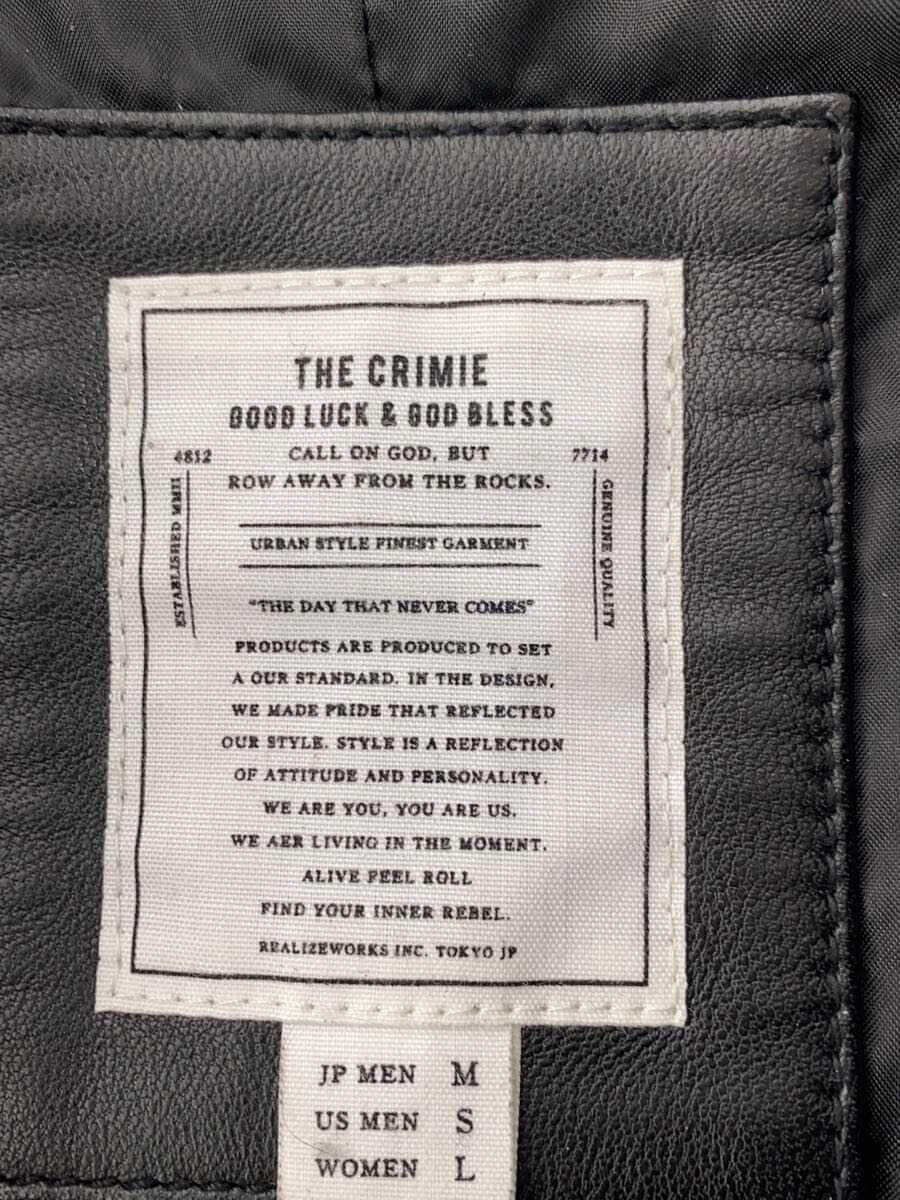 THE CRIMIE
GOOD LUCK & GOD BLESS
4812
CALL ON GOD, BUT
7714
ROW AWAY FROM THE ROCKS.
ESTABLISHED MMII
GENUINE QUALITY
URBAN STYLE FINEST GARMENT
"THE DAY THAT NEVER COMES"
PRODUCTS ARE PRODUCED TO SET
A OUR STANDARD. IN THE DESIGN,
WE MADE PRIDE THAT REFLECTED
OUR STYLE. STYLE IS A REFLECTION
OF ATTITUDE AND PERSONALITY.
WE ARE YOU, YOU ARE US.
WE AER LIVING IN THE MOMENT.
ALIVE FEEL ROLL
FIND YOUR INNER REBEL.
REALIZEWORKS INC. TOKYO JP
JP MEN M
US MEN S
WOMEN L